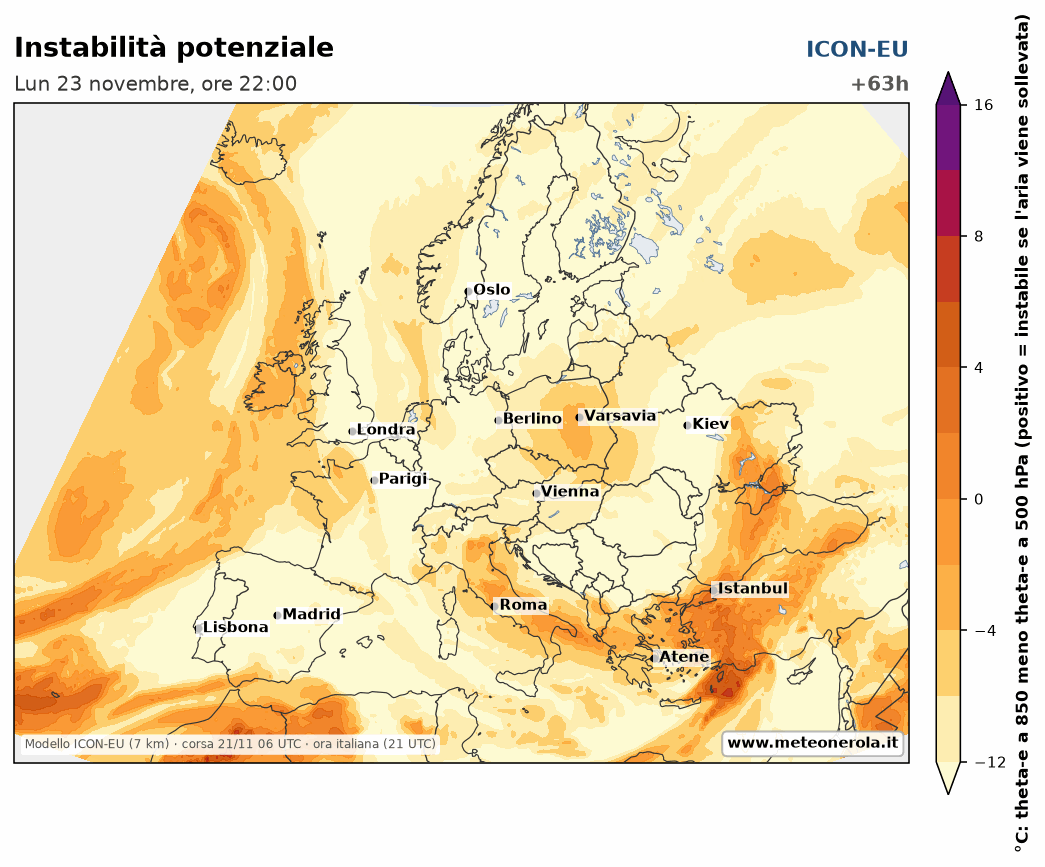 Instabilità potenziale
ICON-EU
Lun 23 novembre, ore 22:00
+63h
Oslo
Berlino
Varsavia
Kiev
Londra
Parigi
Vienna
Istanbul
Roma
Madrid
Lisbona
Atene
Modello ICON-EU (7 km) · corsa 21/11 06 UTC · ora italiana (21 UTC)
www.meteonerola.it
16
8
4
0
−4
−12
°C: theta-e a 850 meno theta-e a 500 hPa (positivo = instabile se l'aria viene sollevata)